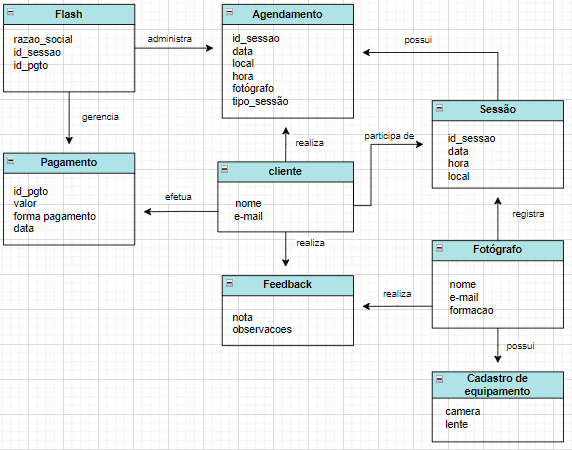 Flash
razao_social
id_sessao
id_pgto
administra
Agendamento
id_sessao
data
local
hora
fotógrafo
tipo_sessão
possui
gerencia
Sessão
id_sessao
data
hora
local
realiza
participa de
Pagamento
id_pgto
valor
forma pagamento
data
efetua
cliente
nome
e-mail
registra
realiza
Fotógrafo
nome
e-mail
formacao
Feedback
nota
observacoes
realiza
possui
Cadastro de
equipamento
camera
lente